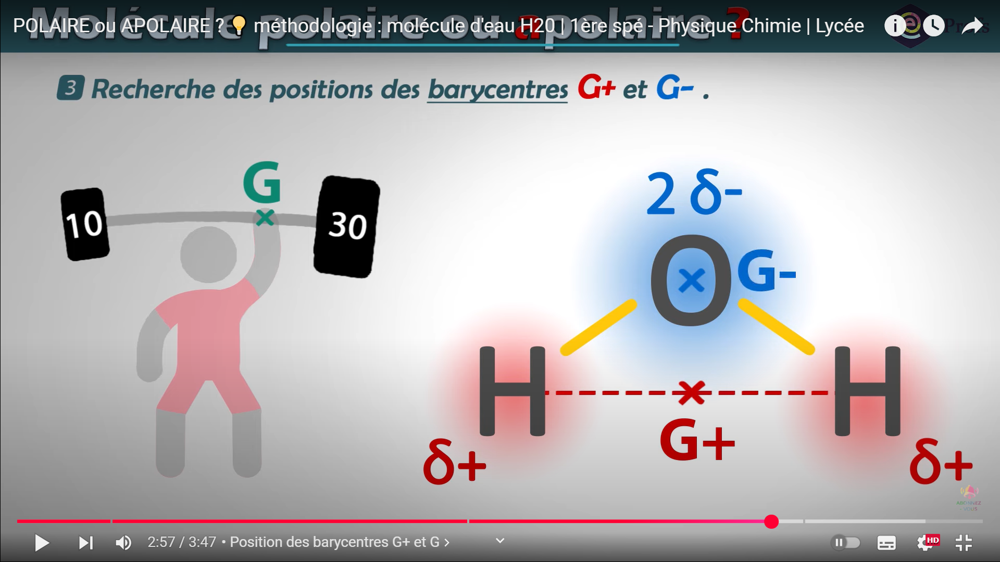 Molécule polaire ou apolaire ?
POLAIRE ou APOLAIRE ?💡 méthodologie : molécule d'eau H20 | 1ère spé - Physique Chimie | Lycée
3 Recherche des positions des barycentres G+ et G- .
G
10
30
2 δ-
O
G-
H
H
G+
δ+
δ+
ABONNEZ
- VOUS
2:57 / 3:47 • Position des barycentres G+ et G ›
HD